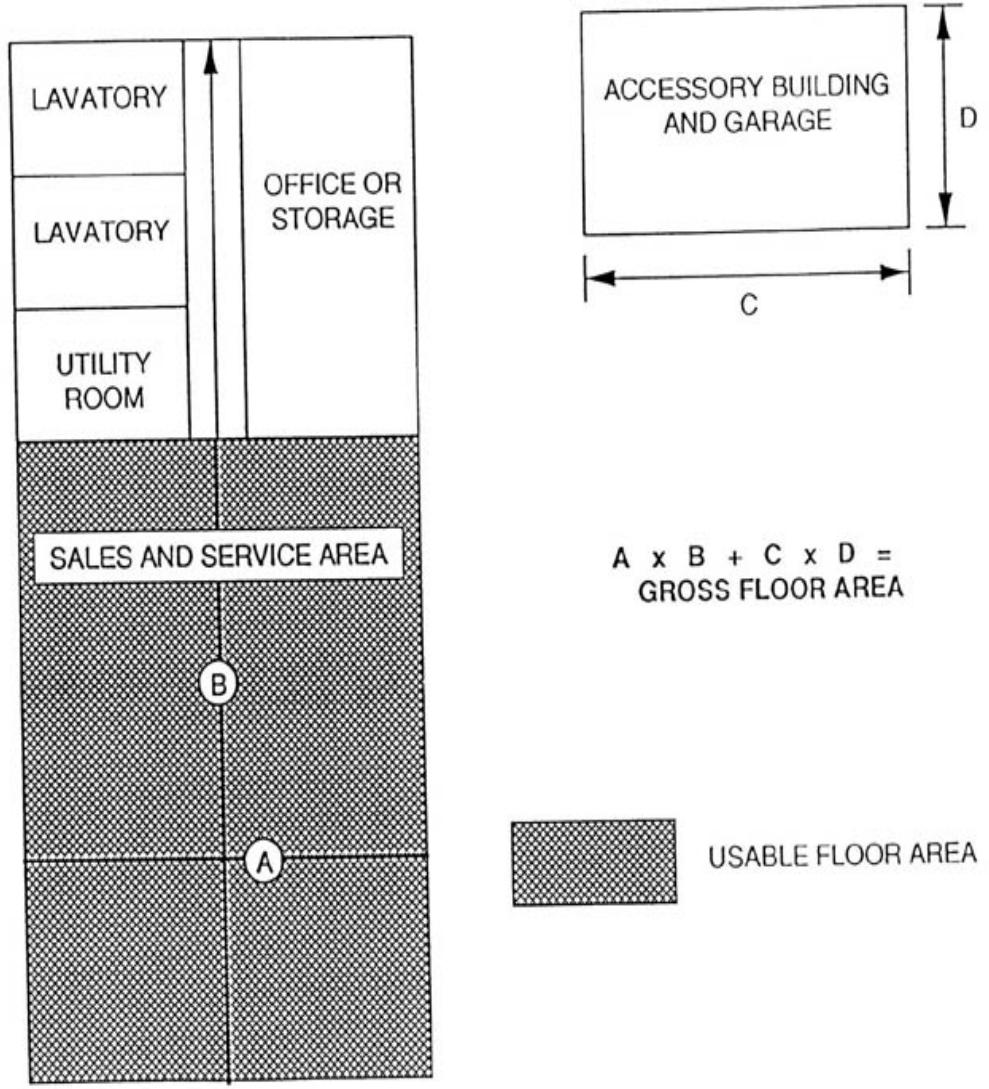 LAVATORY
LAVATORY
UTILITY
ROOM
OFFICE OR
STORAGE
SALES AND SERVICE AREA
B
A
ACCESSORY BUILDING
AND GARAGE
D
C
A x B + C x D =
GROSS FLOOR AREA
USABLE FLOOR AREA